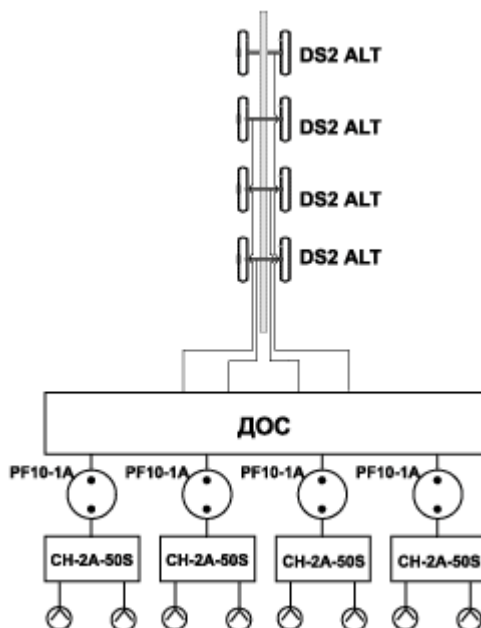 DS2 ALT
DS2 ALT
DS2 ALT
DS2 ALT
ДОС
PF10-1A PF10-1A PF10-1A PF10-1A
CH-2A-50S CH-2A-50S CH-2A-50S CH-2A-50S